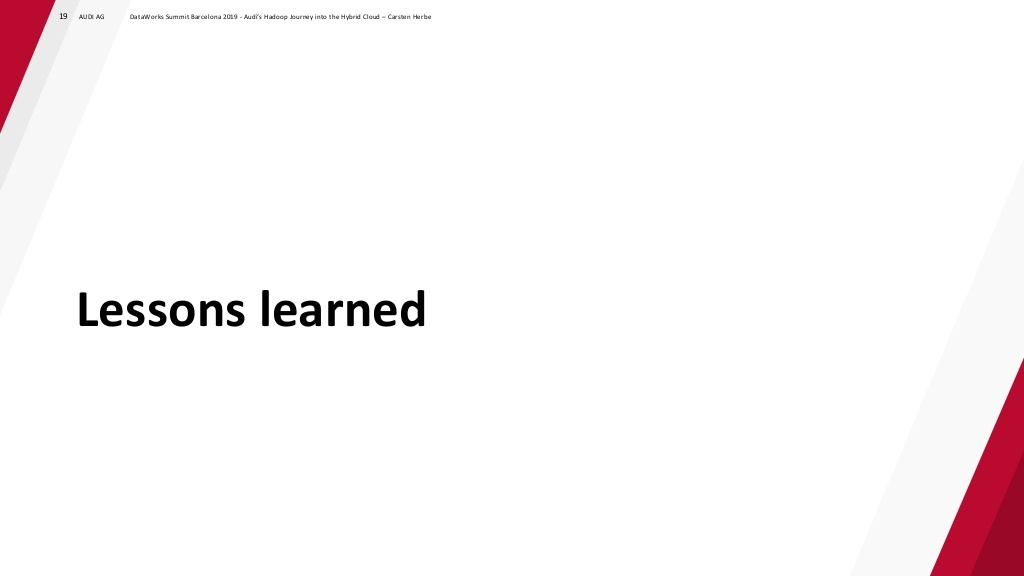 19 AUDI AG DataWorks Summit Barcelona 2019 - Audi's Hadoop Journey into the Hybrid Cloud – Carsten Herbe
Lessons learned